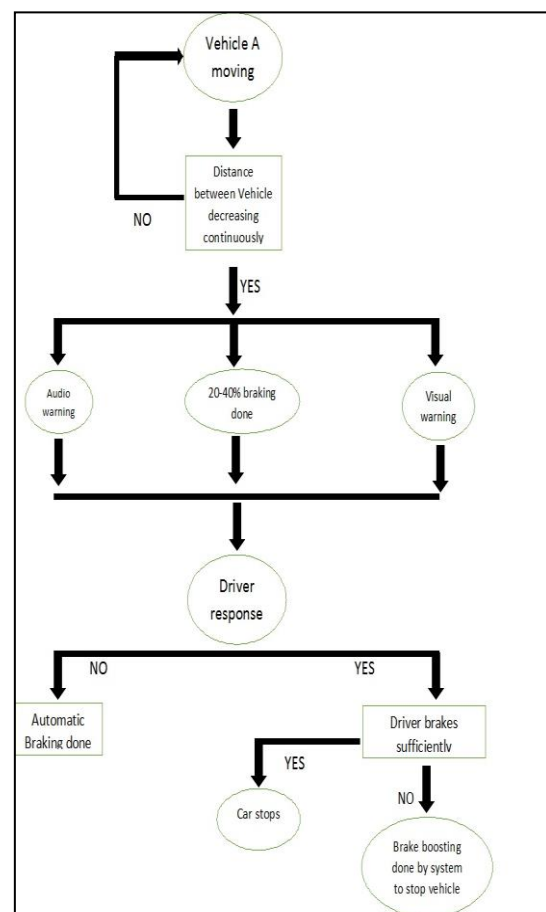 Vehicle A
moving
Distance
between Vehicle
decreasing
continuously
NO
YES
Audio
warning
20-40% braking
done
Visual
warning
Driver
response
NO
YES
Automatic
Braking done
Driver brakes
sufficiently
YES
NO
Car stops
Brake boosting
done by system
to stop vehicle